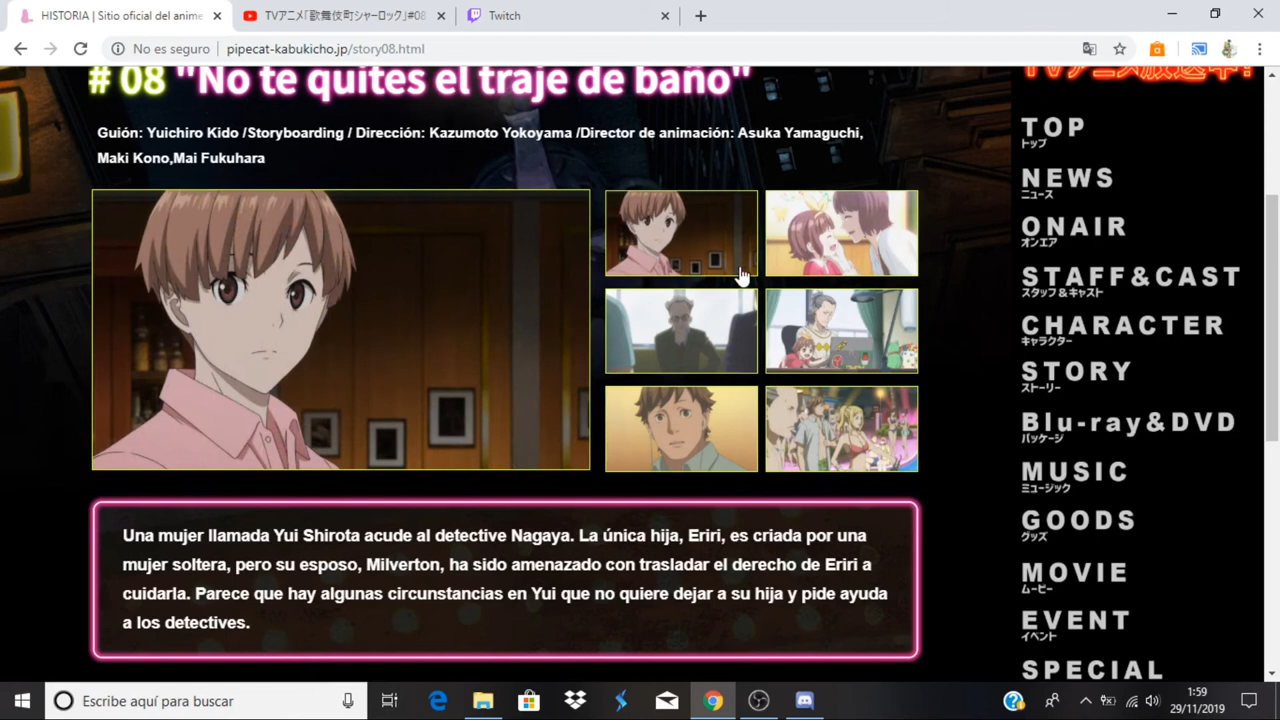 HISTORIA | Sitio oficial del anime
TVアニメ「歌舞伎町シャーロック」#08
Twitch
No es seguro
pipecat-kabukicho.jp/story08.html
TVアニメ放送中!
# 08 "No te quites el traje de baño"
Guión: Yuichiro Kido /Storyboarding / Dirección: Kazumoto Yokoyama /Director de animación: Asuka Yamaguchi,
Maki Kono,Mai Fukuhara
Una mujer llamada Yui Shirota acude al detective Nagaya. La única hija, Eriri, es criada por una
mujer soltera, pero su esposo, Milverton, ha sido amenazado con trasladar el derecho de Eriri a
cuidarla. Parece que hay algunas circunstancias en Yui que no quiere dejar a su hija y pide ayuda
a los detectives.
TOP
トップ
NEWS
ニュース
ONAIR
オンエア
STAFF&CAST
スタッフ&キャスト
CHARACTER
キャラクター
STORY
ストーリー
Blu-ray&DVD
パッケージ
MUSIC
ミュージック
GOODS
グッズ
MOVIE
ムービー
EVENT
イベント
SPECIAL
Escribe aquí para buscar
1:59
29/11/2019